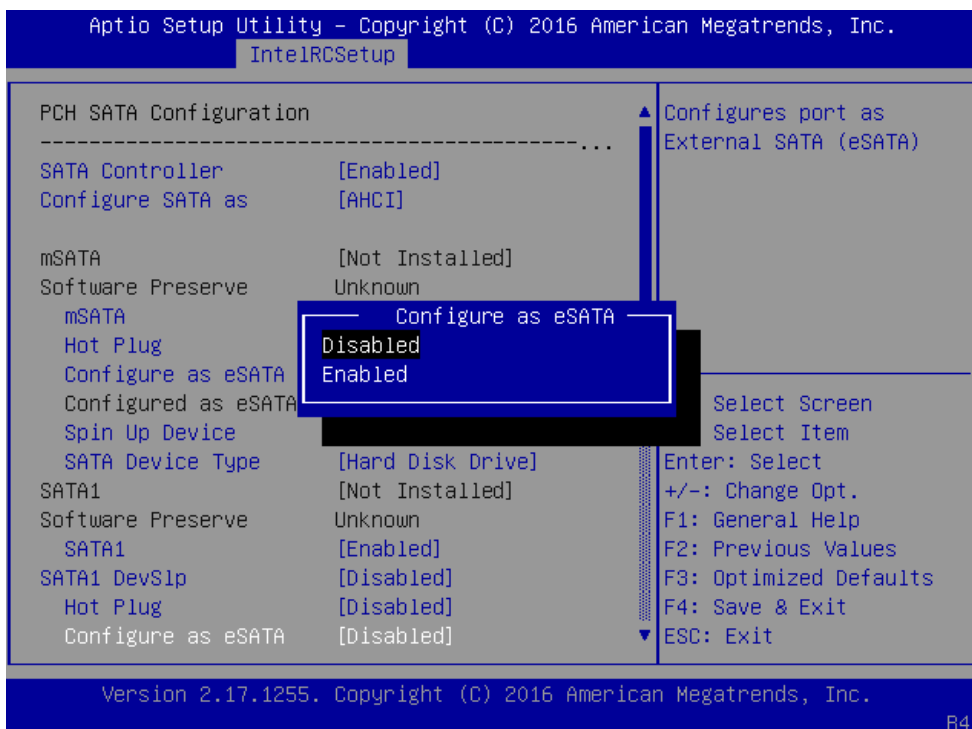 Aptio Setup Utility – Copyright (C) 2016 American Megatrends, Inc.
IntelRCSetup
PCH SATA Configuration
----------------------------------------------...
SATA Controller [Enabled]
Configure SATA as [AHCI]
mSATA [Not Installed]
Software Preserve Unknown
mSATA
Hot Plug
Configure as eSATA
Configured as eSATA
Spin Up Device
SATA Device Type [Hard Disk Drive]
SATA1 [Not Installed]
Software Preserve Unknown
SATA1 [Enabled]
SATA1 DevSlp [Disabled]
Hot Plug [Disabled]
Configure as eSATA [Disabled]
Configure as eSATA
Disabled
Enabled
Configures port as
External SATA (eSATA)
Select Screen
Select Item
Enter: Select
+/-: Change Opt.
F1: General Help
F2: Previous Values
F3: Optimized Defaults
F4: Save & Exit
ESC: Exit
Version 2.17.1255. Copyright (C) 2016 American Megatrends, Inc.
B4